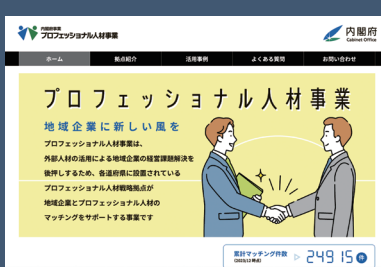 内閣府事業
プロフェッショナル人材事業
内閣府
Cabinet Office
ホーム
拠点紹介
活用事例
よくある質問
お問い合わせ
プロフェッショナル人材事業
地域企業に新しい風を
プロフェッショナル人材事業は、
外部人材の活用による地域企業の経営課題解決を
後押しするため、各道府県に設置されている
プロフェッショナル人材戦略拠点が
地域企業とプロフェッショナル人材の
マッチングをサポートする事業です
累計マッチング件数
(2023/12 時点)
24915 件